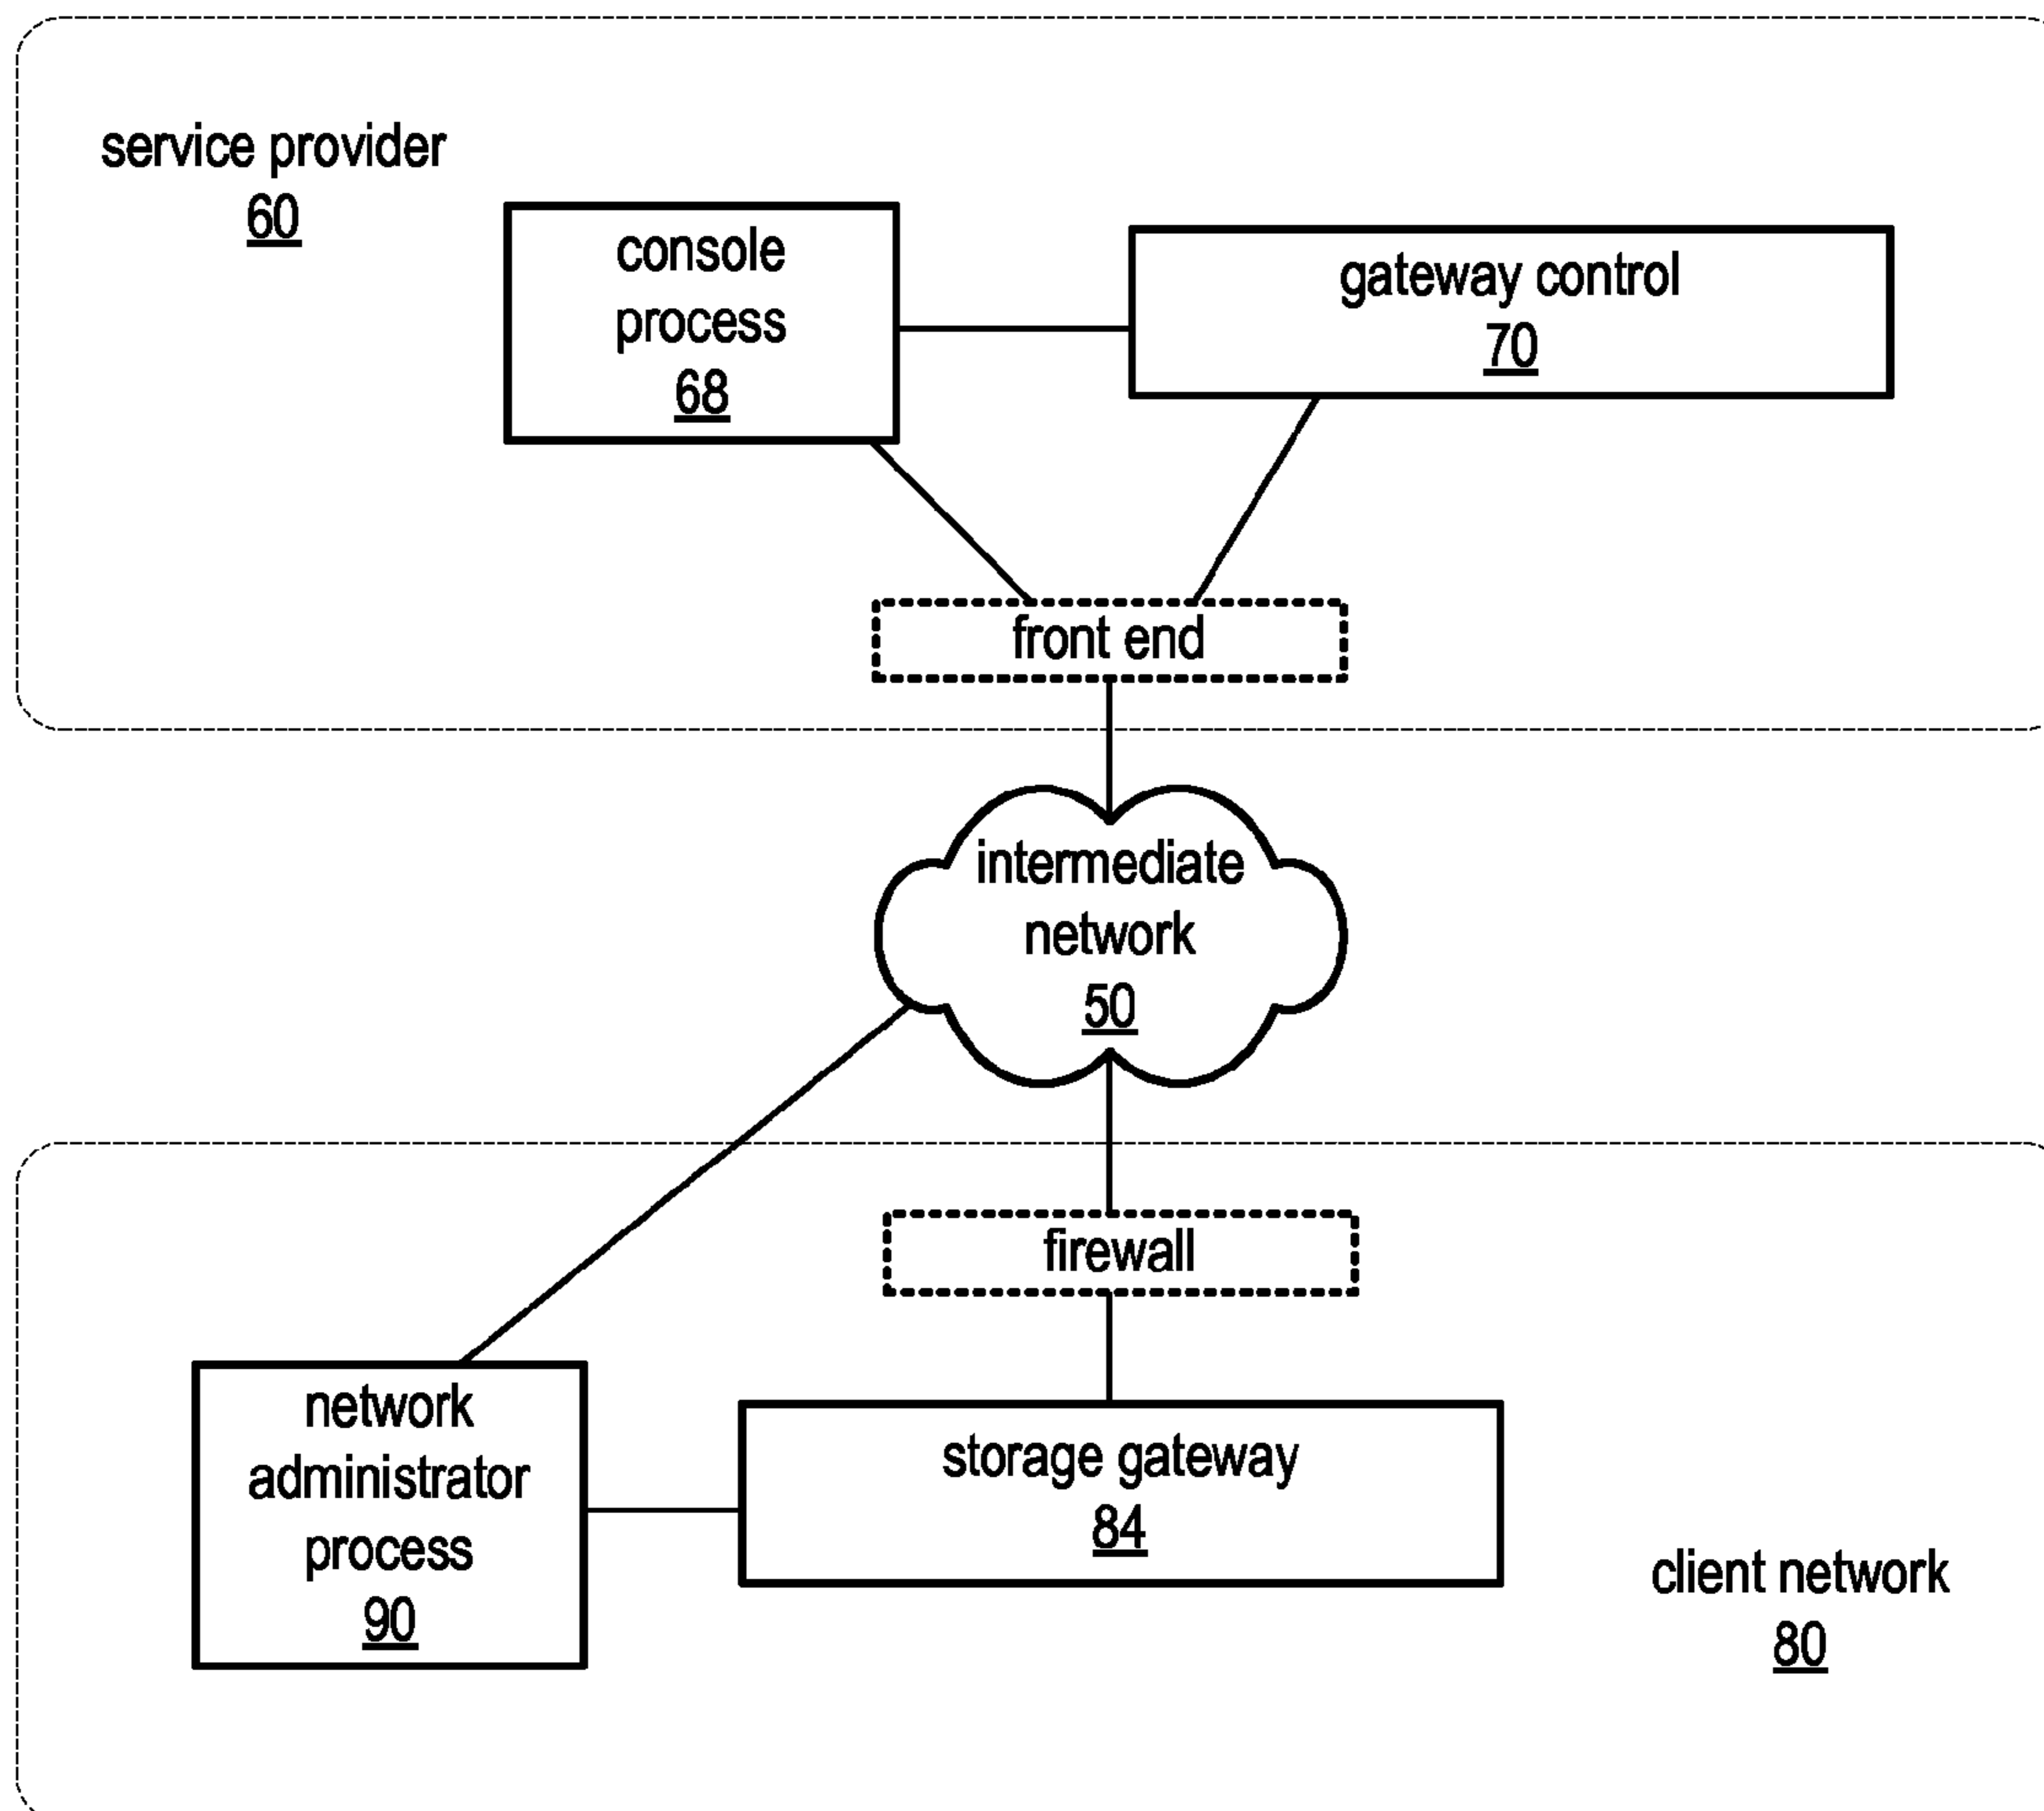 service provider
60
console
process
68
gateway control
70
front end
intermediate
network
50
firewall
network
administrator
process
90
storage gateway
84
client network
80